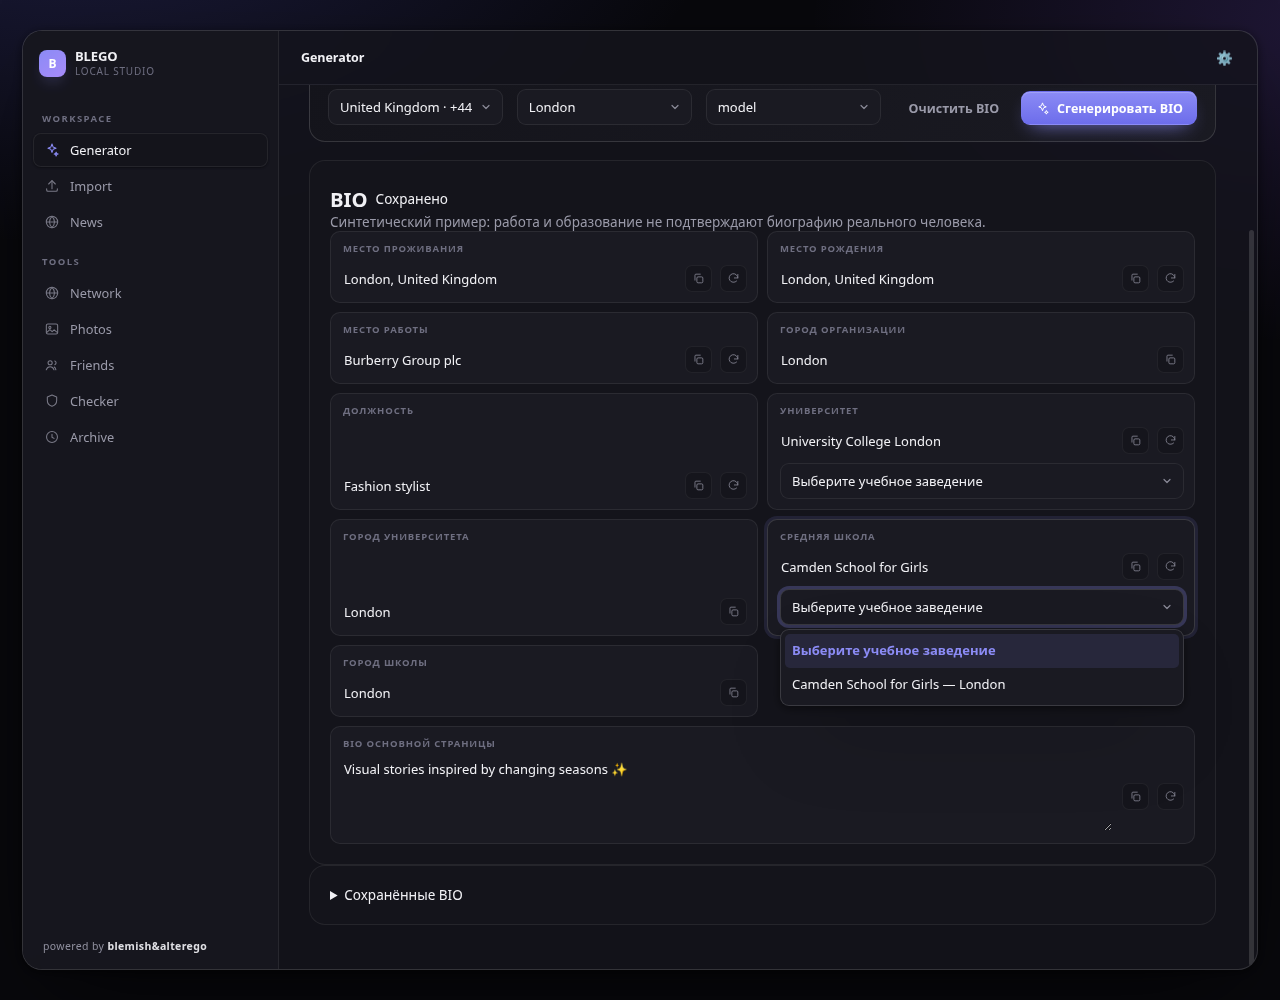 B
BLEGO
LOCAL STUDIO
WORKSPACE
Generator
Import
News
TOOLS
Network
Photos
Friends
Checker
Archive
powered by blemish&alterego
Generator
United Kingdom · +44
London
model
Очистить BIO
Сгенерировать BIO
BIO Сохранено
Синтетический пример: работа и образование не подтверждают биографию реального человека.
МЕСТО ПРОЖИВАНИЯ
London, United Kingdom
МЕСТО РОЖДЕНИЯ
London, United Kingdom
МЕСТО РАБОТЫ
Burberry Group plc
ГОРОД ОРГАНИЗАЦИИ
London
ДОЛЖНОСТЬ
Fashion stylist
УНИВЕРСИТЕТ
University College London
Выберите учебное заведение
ГОРОД УНИВЕРСИТЕТА
London
СРЕДНЯЯ ШКОЛА
Camden School for Girls
Выберите учебное заведение
Выберите учебное заведение
Camden School for Girls — London
ГОРОД ШКОЛЫ
London
BIO ОСНОВНОЙ СТРАНИЦЫ
Visual stories inspired by changing seasons ✨
Сохранённые BIO